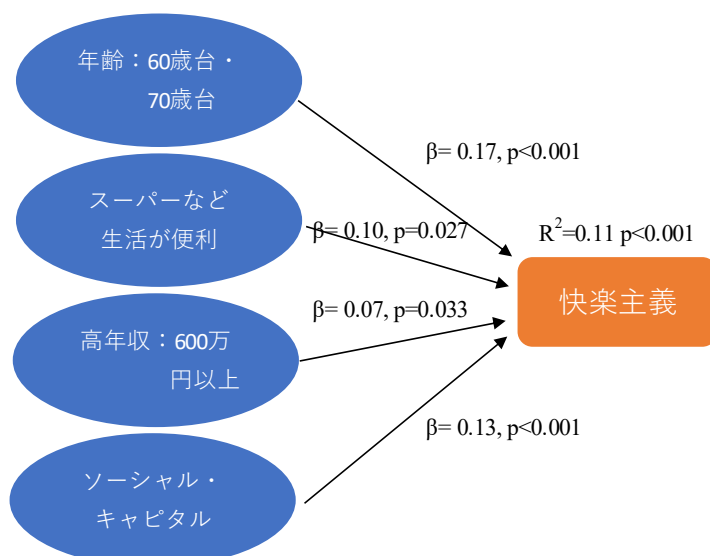 年齢：60歳台・
70歳台
β= 0.17, p<0.001
スーパーなど
生活が便利
β= 0.10, p=0.027
R²=0.11 p<0.001
快楽主義
高年収：600万
円以上
β= 0.07, p=0.033
β= 0.13, p<0.001
ソーシャル・
キャピタル